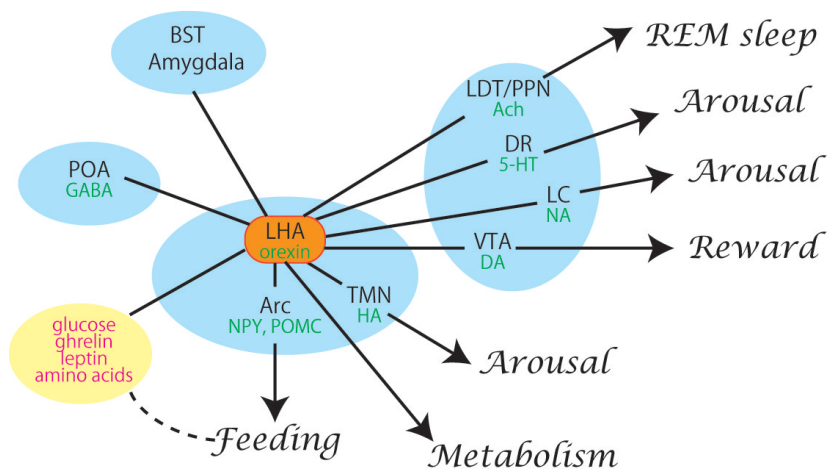 BST
Amygdala
POA
GABA
LDT/PPN
Ach
DR
5-HT
LC
NA
VTA
DA
REM sleep
Arousal
Arousal
Reward
LHA
orexin
Arc
NPY, POMC
TMN
HA
glucose
ghrelin
leptin
amino acids
Arousal
Feeding
Metabolism